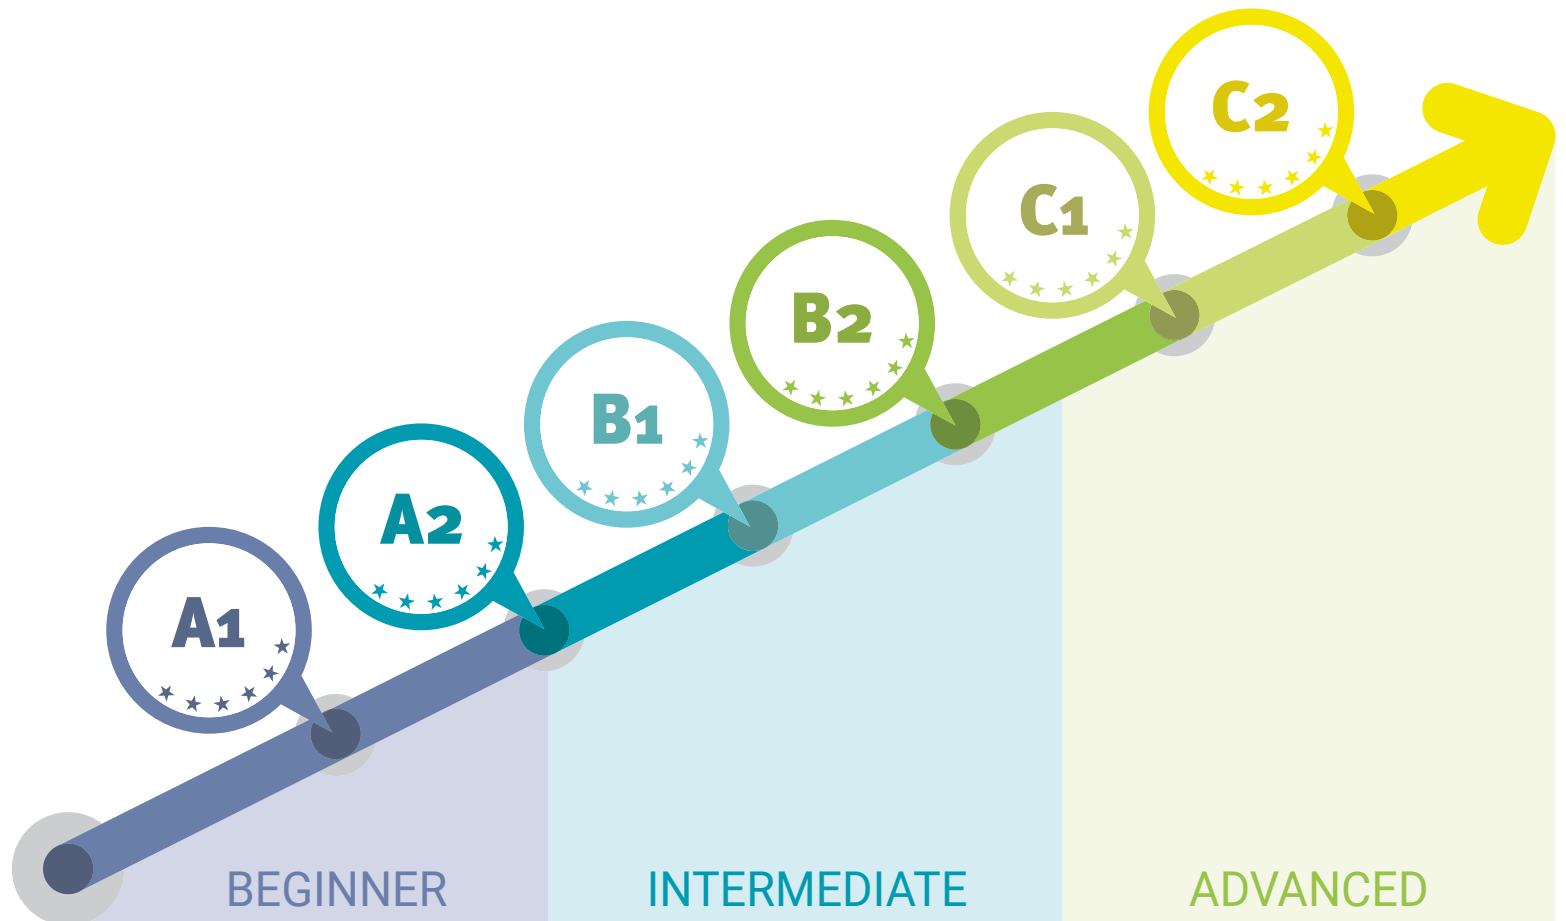 C2
C1
B2
B1
A2
A1
BEGINNER
INTERMEDIATE
ADVANCED